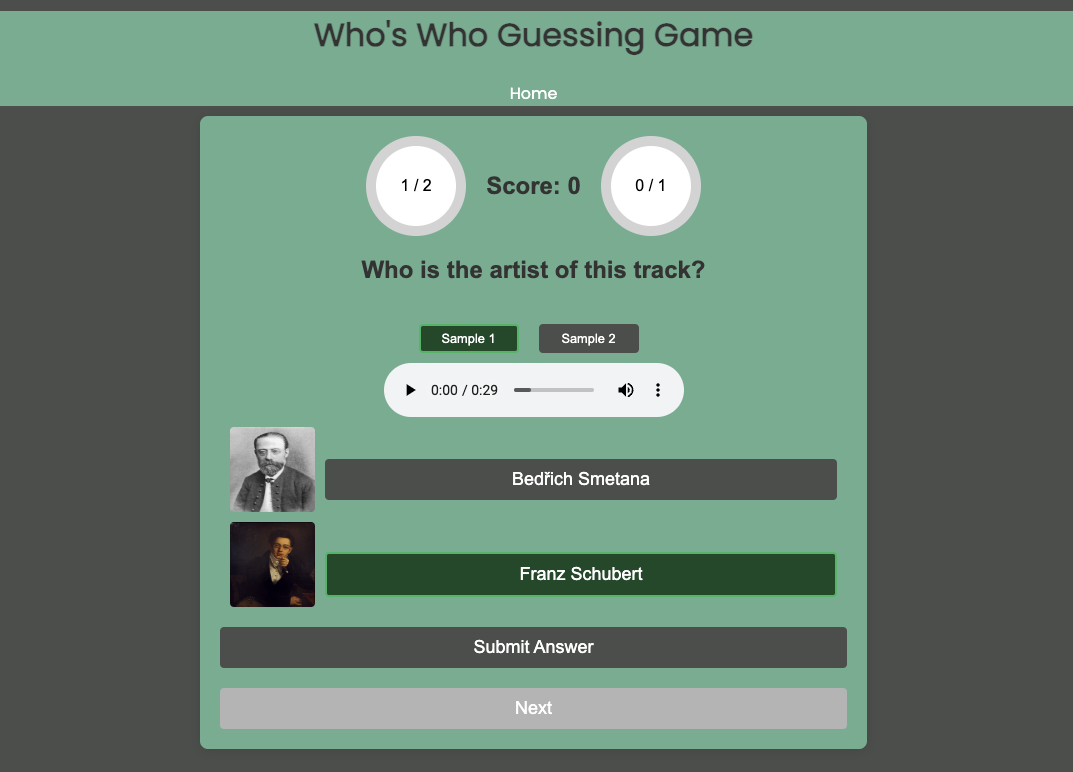 Who's Who Guessing Game
Home
1 / 2
Score: 0
0 / 1
Who is the artist of this track?
Sample 1
Sample 2
0:00 / 0:29
Bedřich Smetana
Franz Schubert
Submit Answer
Next